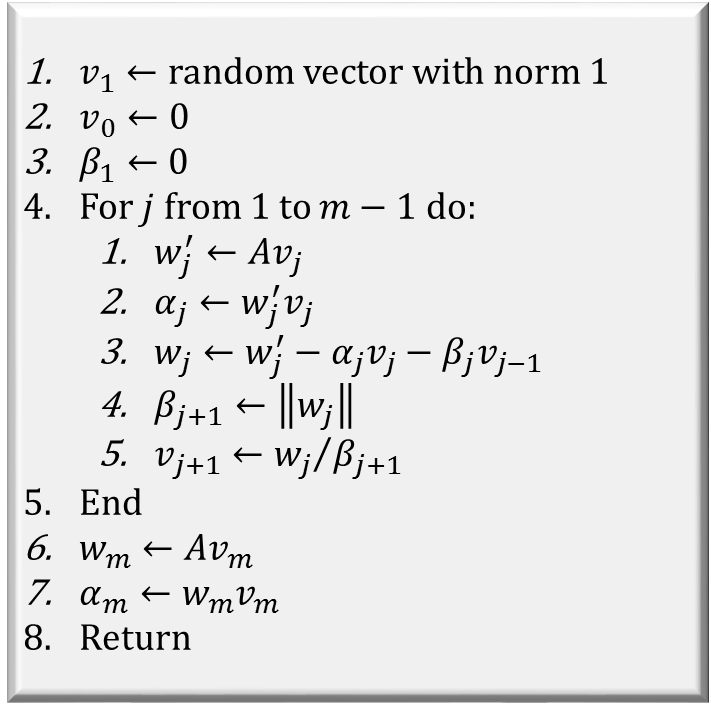 1. v₁ ← random vector with norm 1
2. v₀ ← 0
3. β₁ ← 0
4. For j from 1 to m − 1 do:
1. w′ⱼ ← Avⱼ
2. αⱼ ← w′ⱼvⱼ
3. wⱼ ← w′ⱼ − αⱼvⱼ − βⱼvⱼ₋₁
4. βⱼ₊₁ ← ‖wⱼ‖
5. vⱼ₊₁ ← wⱼ/βⱼ₊₁
5. End
6. wₘ ← Avₘ
7. αₘ ← wₘvₘ
8. Return